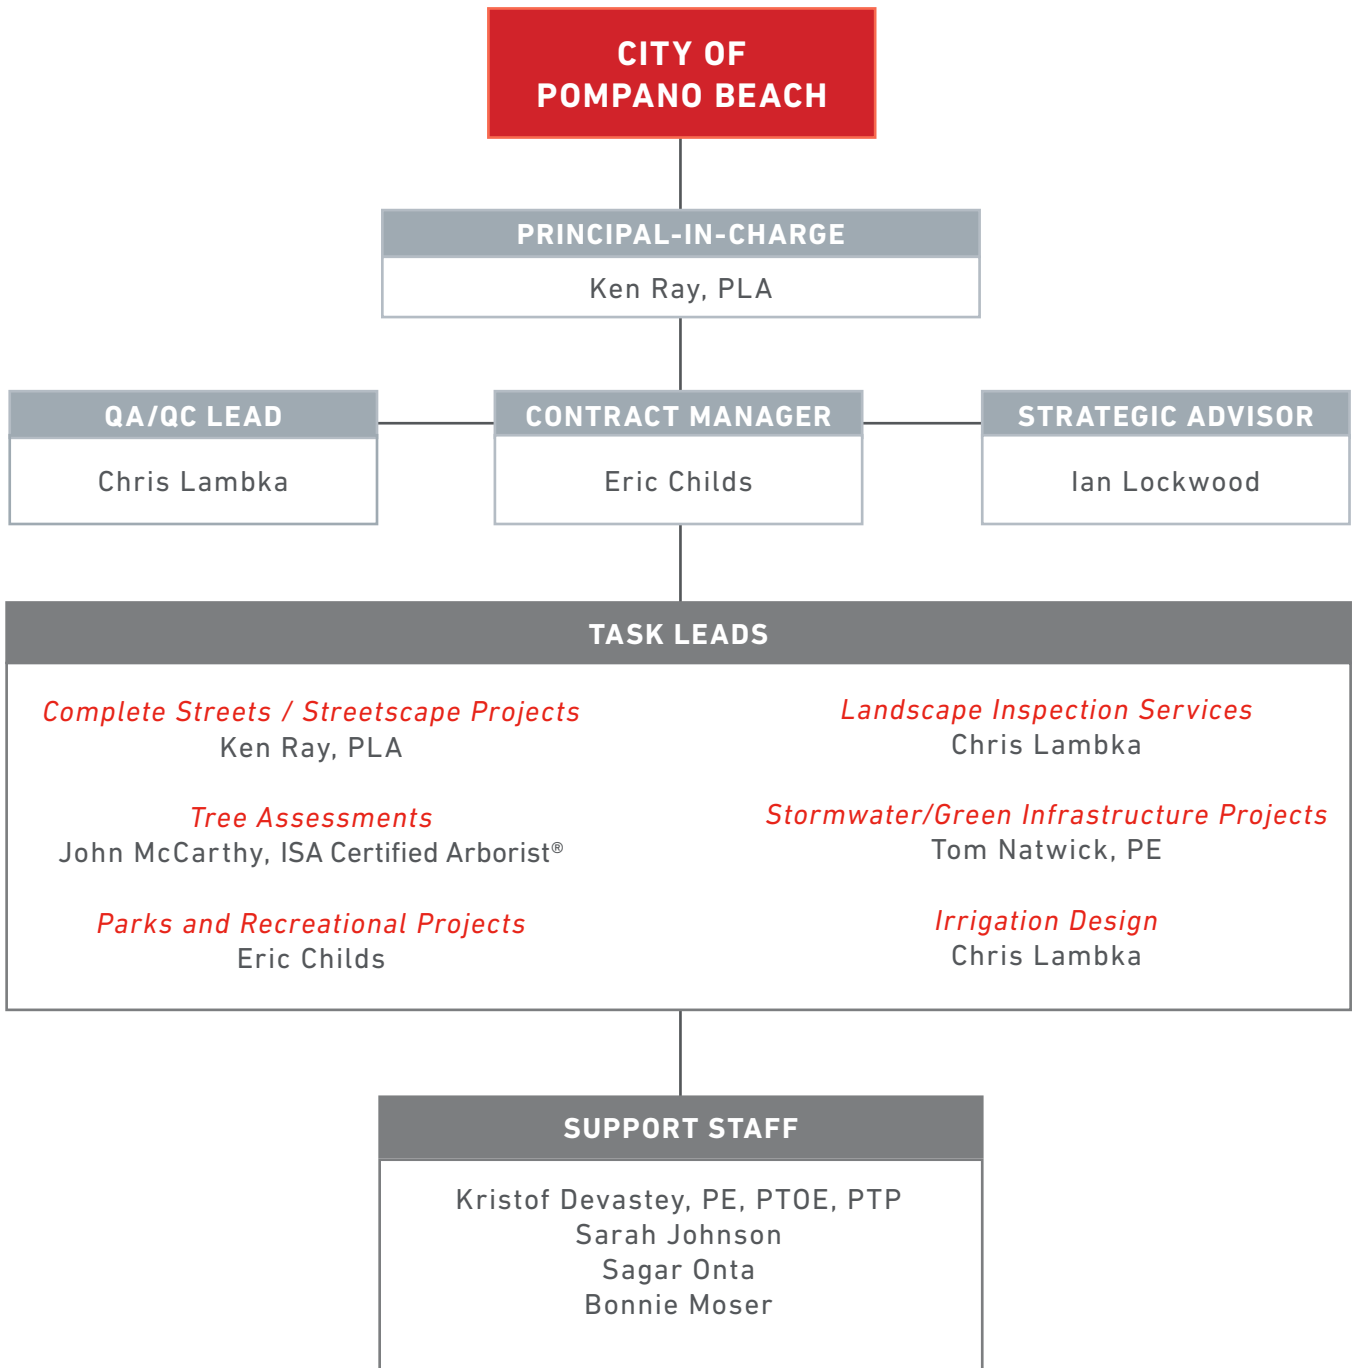 CITY OF
POMPANO BEACH
PRINCIPAL-IN-CHARGE
Ken Ray, PLA
QA/QC LEAD
Chris Lambka
CONTRACT MANAGER
Eric Childs
STRATEGIC ADVISOR
Ian Lockwood
TASK LEADS
Complete Streets / Streetscape Projects
Ken Ray, PLA
Tree Assessments
John McCarthy, ISA Certified Arborist®
Parks and Recreational Projects
Eric Childs
Landscape Inspection Services
Chris Lambka
Stormwater/Green Infrastructure Projects
Tom Natwick, PE
Irrigation Design
Chris Lambka
SUPPORT STAFF
Kristof Devastey, PE, PTOE, PTP
Sarah Johnson
Sagar Onta
Bonnie Moser